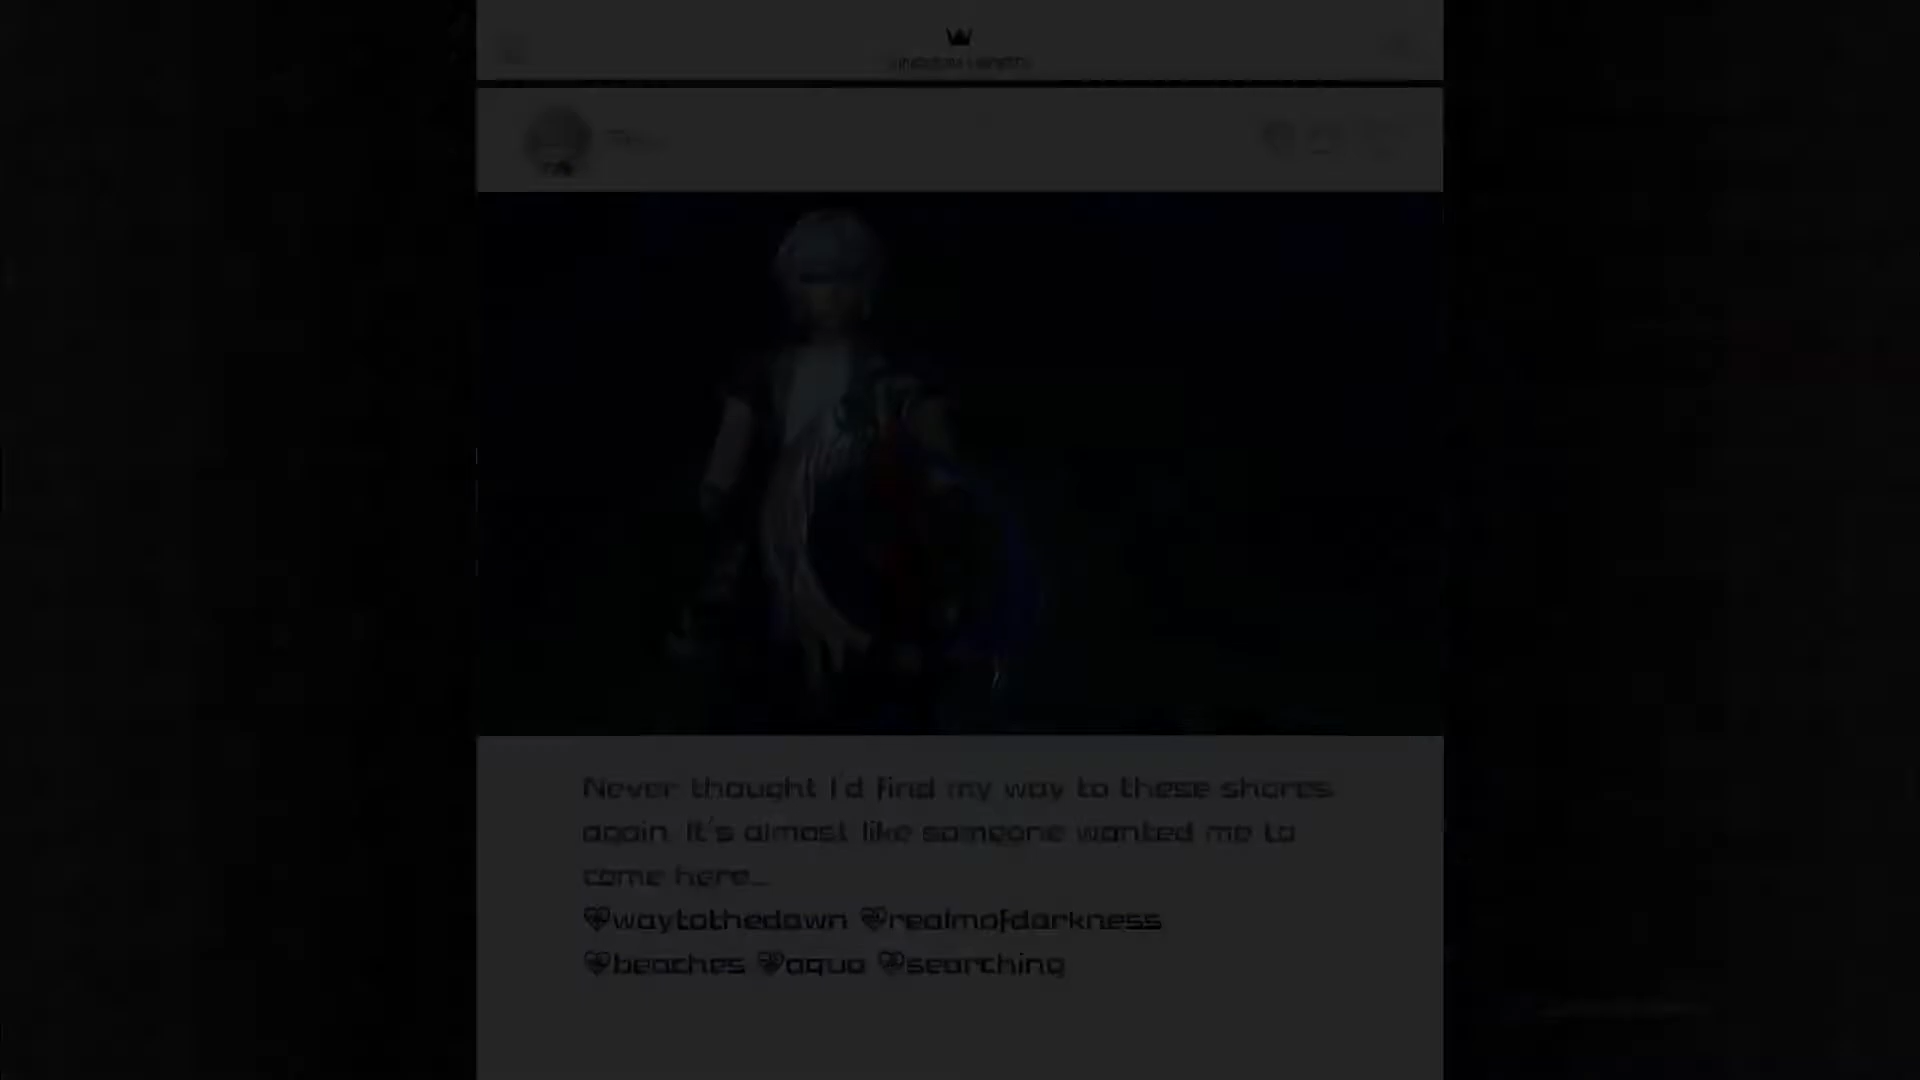 Never thought I'd find my way to these shores
again. It's almost like someone wanted me to
come here...
waytothedawn realmofdarkness
beaches aqua searching